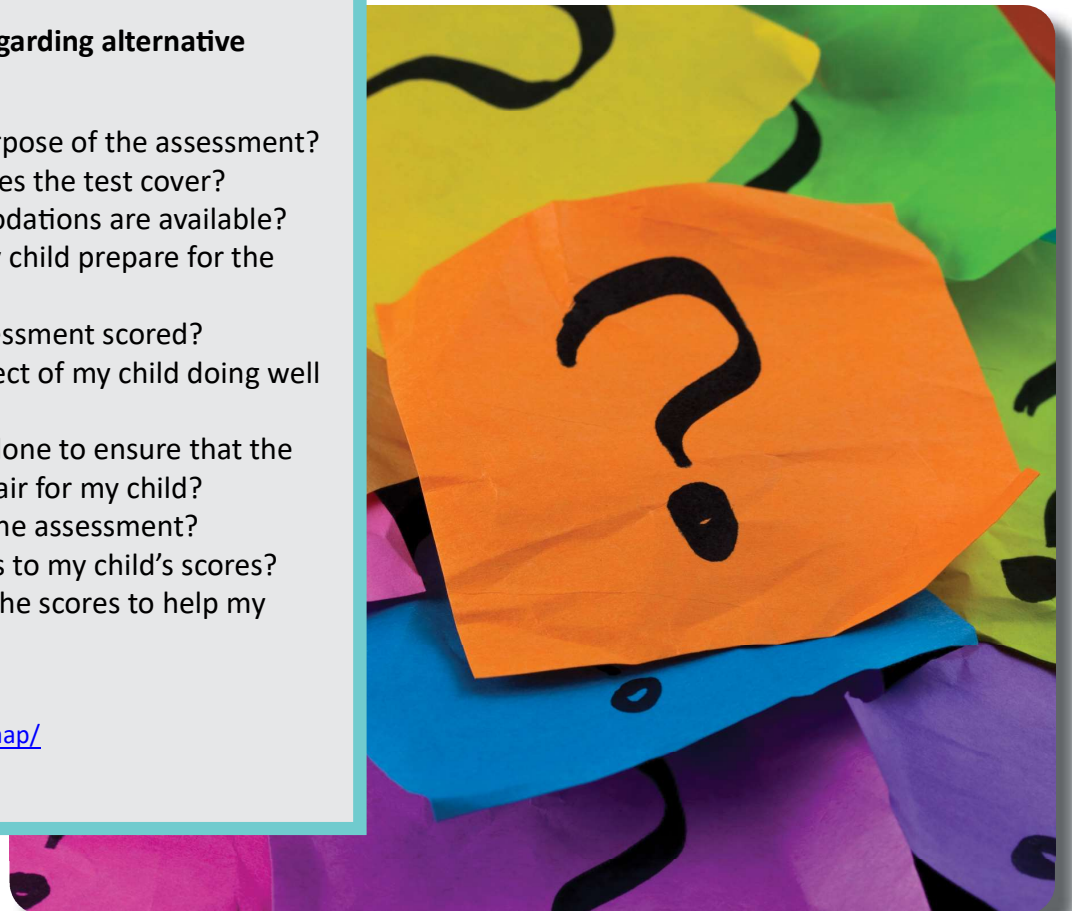 garding alternative
rpose of the assessment?
es the test cover?
odations are available?
y child prepare for the
essment scored?
ect of my child doing well
lone to ensure that the
air for my child?
he assessment?
s to my child’s scores?
he scores to help my
nap/
?